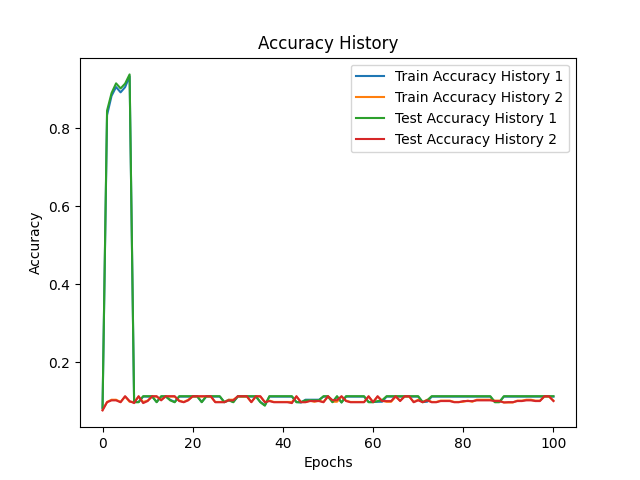 Accuracy History
Train Accuracy History 1
Train Accuracy History 2
Test Accuracy History 1
Test Accuracy History 2
Accuracy
0.8
0.6
0.4
0.2
0 20 40 60 80 100
Epochs